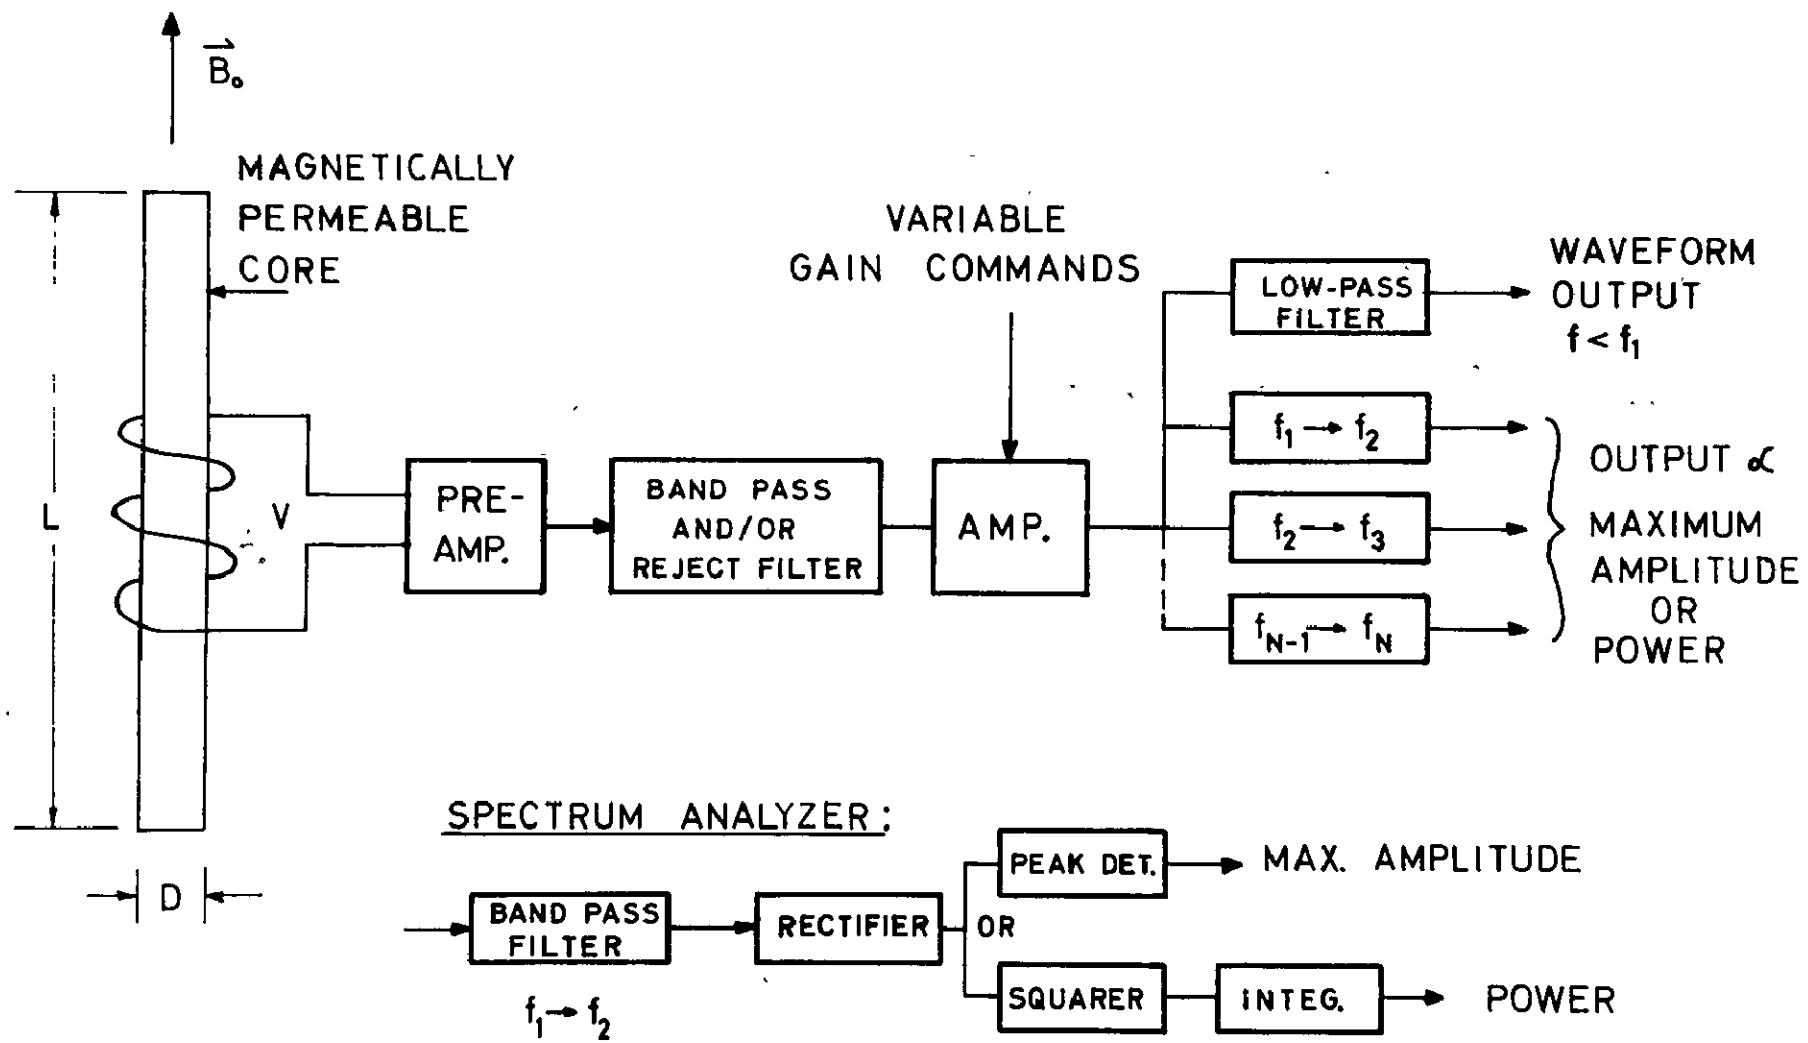 B₀
MAGNETICALLY
PERMEABLE
CORE
L
V
D
PRE-
AMP.
BAND PASS
AND/OR
REJECT FILTER
VARIABLE
GAIN COMMANDS
AMP.
LOW-PASS
FILTER
f₁ → f₂
f₂ → f₃
f_N-1 → f_N
WAVEFORM
OUTPUT
f < f₁
OUTPUT ∝
MAXIMUM
AMPLITUDE
OR
POWER
SPECTRUM ANALYZER:
BAND PASS
FILTER
f₁ → f₂
RECTIFIER
OR
PEAK DET.
MAX. AMPLITUDE
SQUARER
INTEG.
POWER